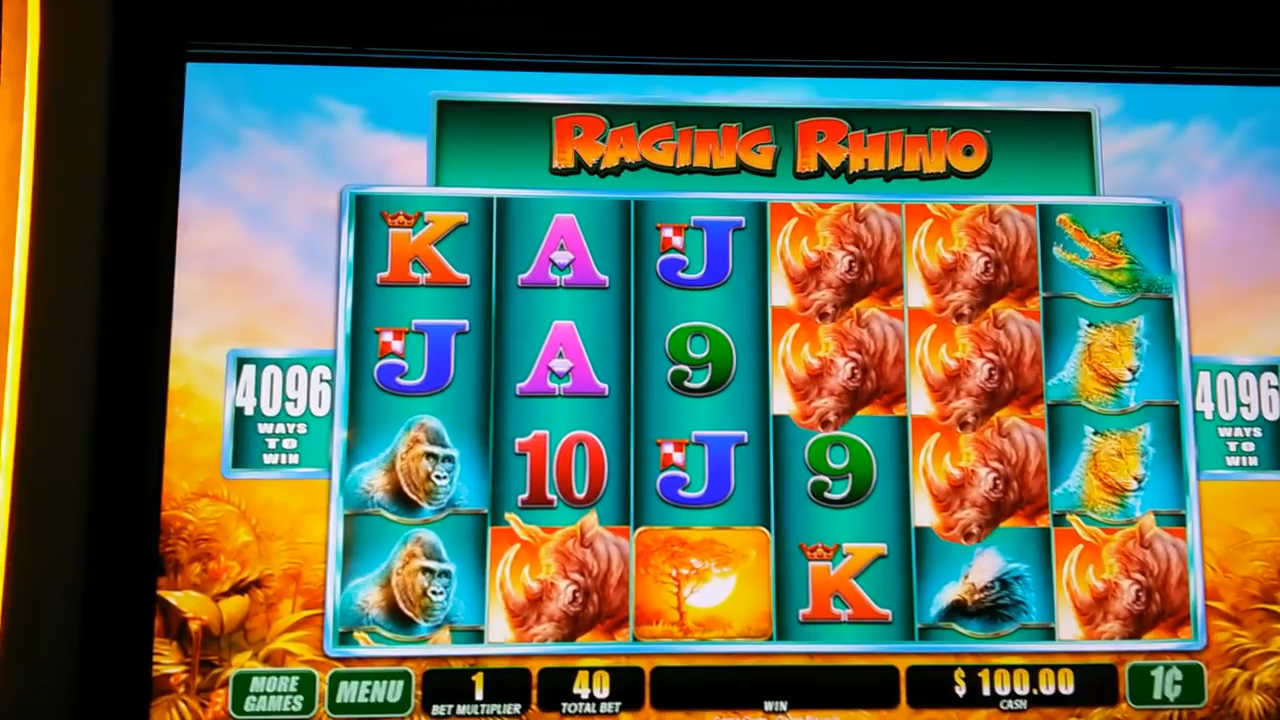 RAGING RHINO™
K A J
J A 9
10 J 9
K
4096
WAYS
TO
WIN
4096
WAYS
TO
WIN
MORE
GAMES
MENU
1
BET MULTIPLIER
40
TOTAL BET
WIN
$ 100.00
CASH
1¢